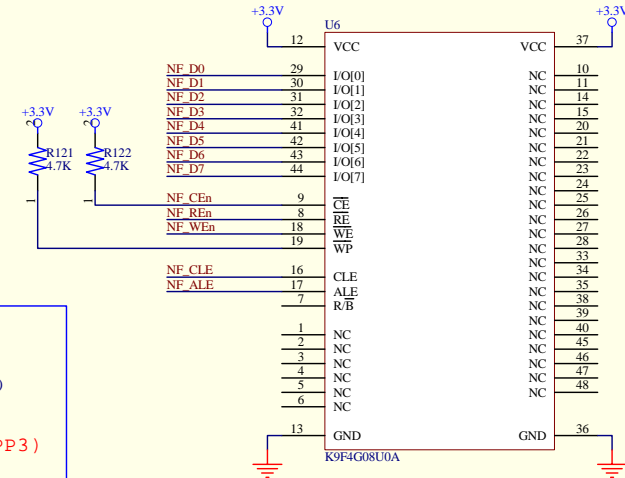 +3.3V
+3.3V
U6
12 VCC
VCC 37
NF_D0 29 I/O[0]
NC 10
NF_D1 30 I/O[1]
NC 11
NF_D2 31 I/O[2]
NC 14
NF_D3 32 I/O[3]
NC 15
NF_D4 41 I/O[4]
NC 20
NF_D5 42 I/O[5]
NC 21
NF_D6 43 I/O[6]
NC 22
NF_D7 44 I/O[7]
NC 23
NC 24
+3.3V
+3.3V
2
2
R121
4.7K
R122
4.7K
1
1
NF_CEn 9 CE
NC 25
NF_REn 8 RE
NC 26
NF_WEn 18 WE
NC 27
19 WP
NC 28
NC 33
NF_CLE 16 CLE
NC 34
NF_ALE 17 ALE
NC 35
7 R/B
NC 38
NC 39
1 NC
NC 40
2 NC
NC 45
3 NC
NC 46
4 NC
NC 47
5 NC
NC 48
6 NC
13 GND
GND 36
K9F4G08U0A
)
PP3)